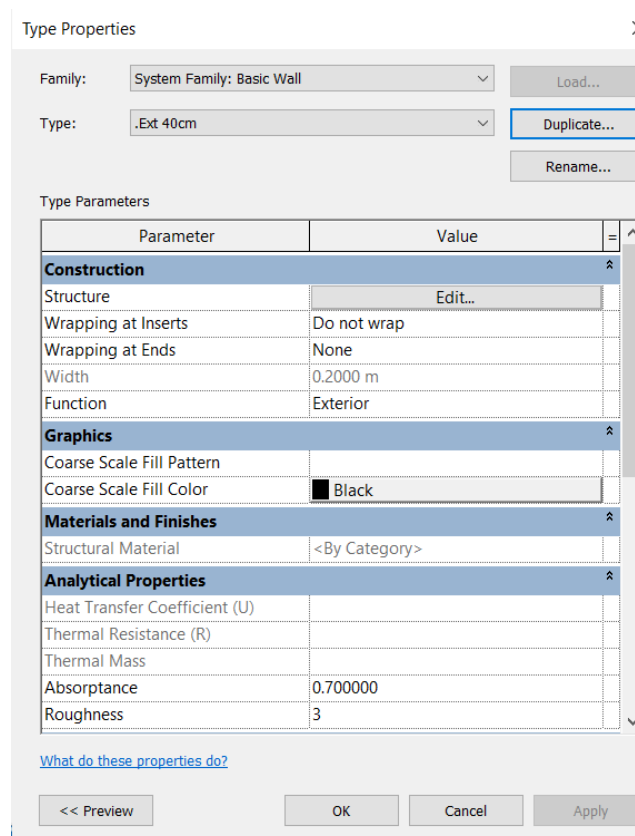 Type Properties
Family: System Family: Basic Wall Load...
Type: .Ext 40cm Duplicate...
Rename...
Type Parameters
Parameter Value =
Construction
Structure Edit...
Wrapping at Inserts Do not wrap
Wrapping at Ends None
Width 0.2000 m
Function Exterior
Graphics
Coarse Scale Fill Pattern
Coarse Scale Fill Color Black
Materials and Finishes
Structural Material <By Category>
Analytical Properties
Heat Transfer Coefficient (U)
Thermal Resistance (R)
Thermal Mass
Absorptance 0.700000
Roughness 3
What do these properties do?
<< Preview OK Cancel Apply